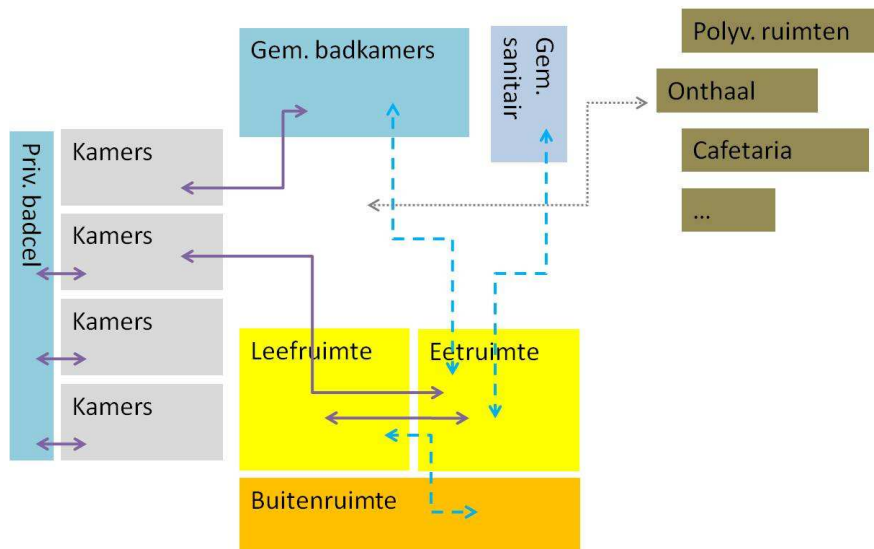 Gem. badkamers
Gem.
sanitair
Polyv. ruimten
Onthaal
Cafetaria
...
Priv. badcel
Kamers
Kamers
Kamers
Kamers
Leefruimte
Eetruimte
Buitenruimte